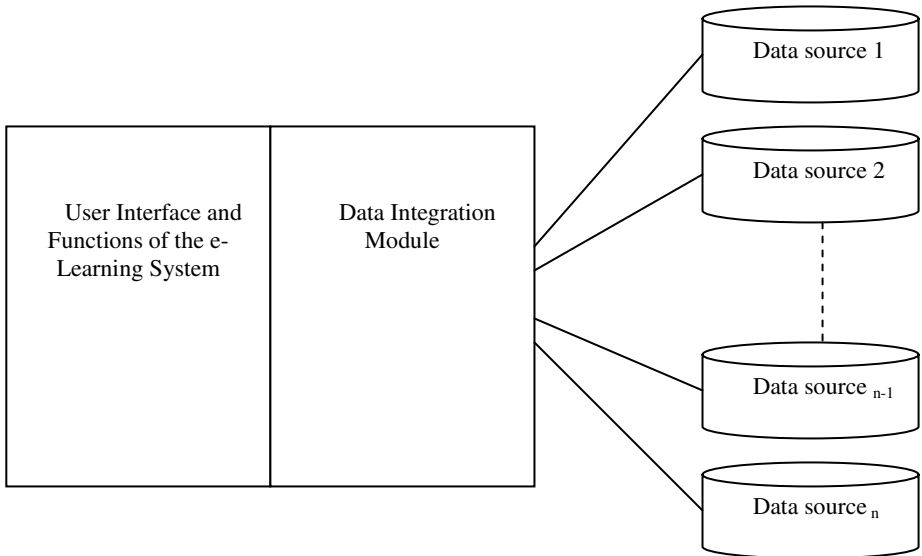 User Interface and
Functions of the e-
Learning System
Data Integration
Module
Data source 1
Data source 2
Data source n-1
Data source n